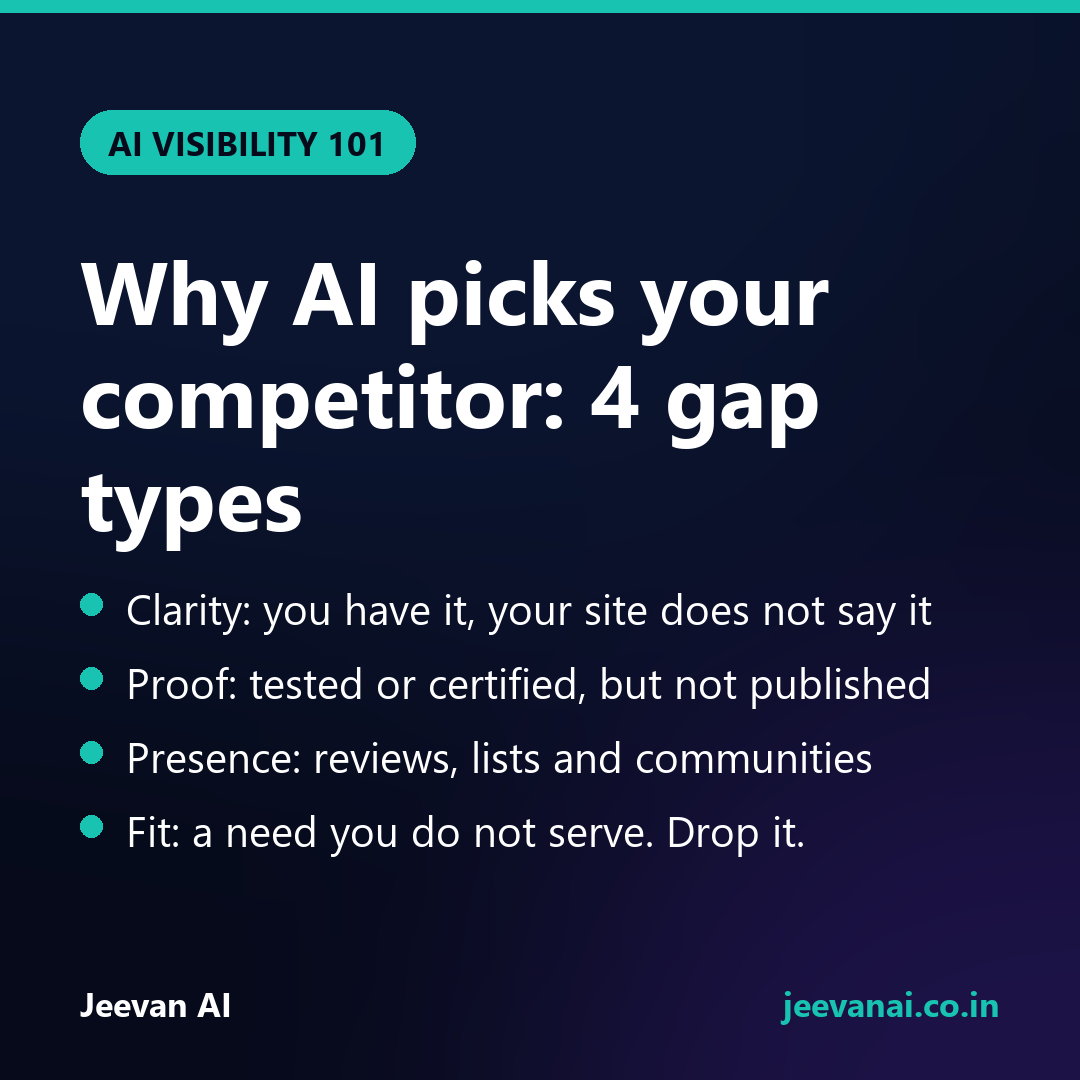 AI VISIBILITY 101
Why AI picks your
competitor: 4 gap
types
Clarity: you have it, your site does not say it
Proof: tested or certified, but not published
Presence: reviews, lists and communities
Fit: a need you do not serve. Drop it.
Jeevan AI
jeevanai.co.in